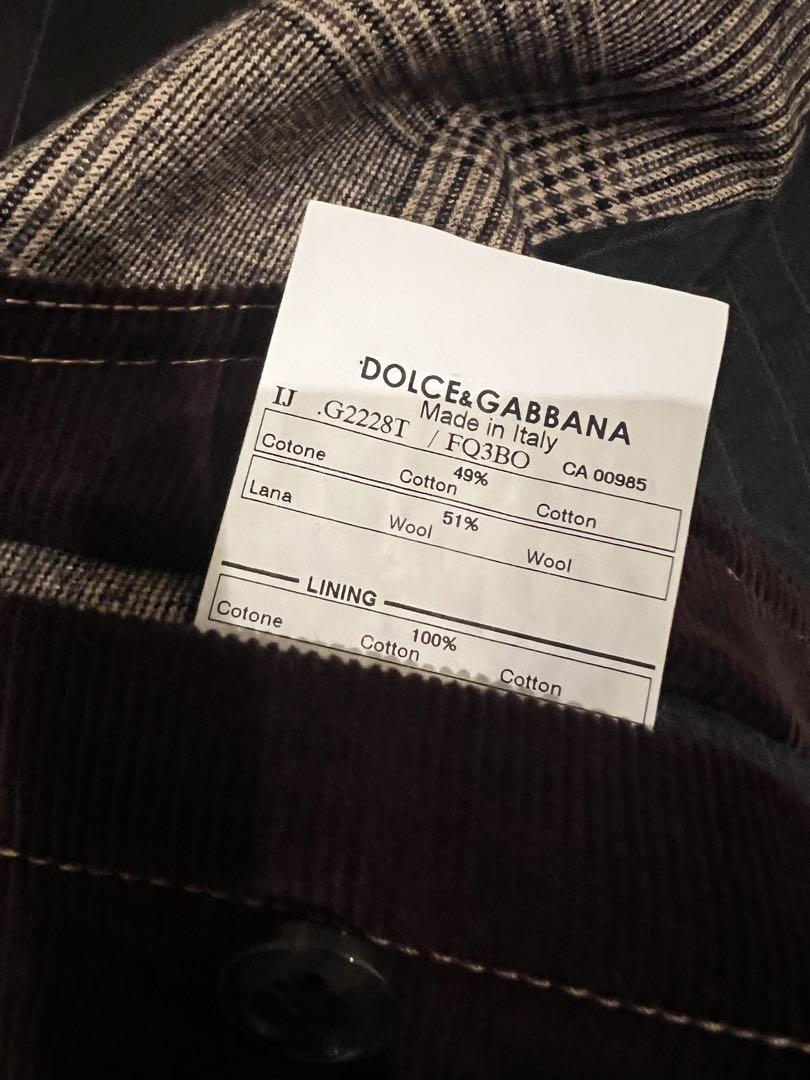 DOLCE&GABBANA
Made in Italy
IJ .G2228T / FQ3BO CA 00985
Cotone 49% Cotton Cotton
Lana 51% Wool Wool
LINING
Cotone 100% Cotton Cotton